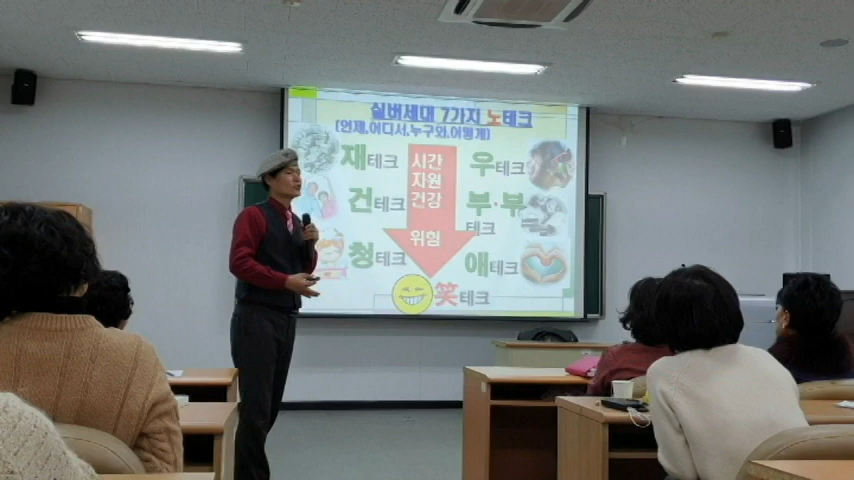 실버세대 7가지 노테크
(언제,어디서,누구와,어떻게)
재테크
건테크
청테크
시간
자원
건강
위험
우테크
부·부
테크
애테크
笑테크